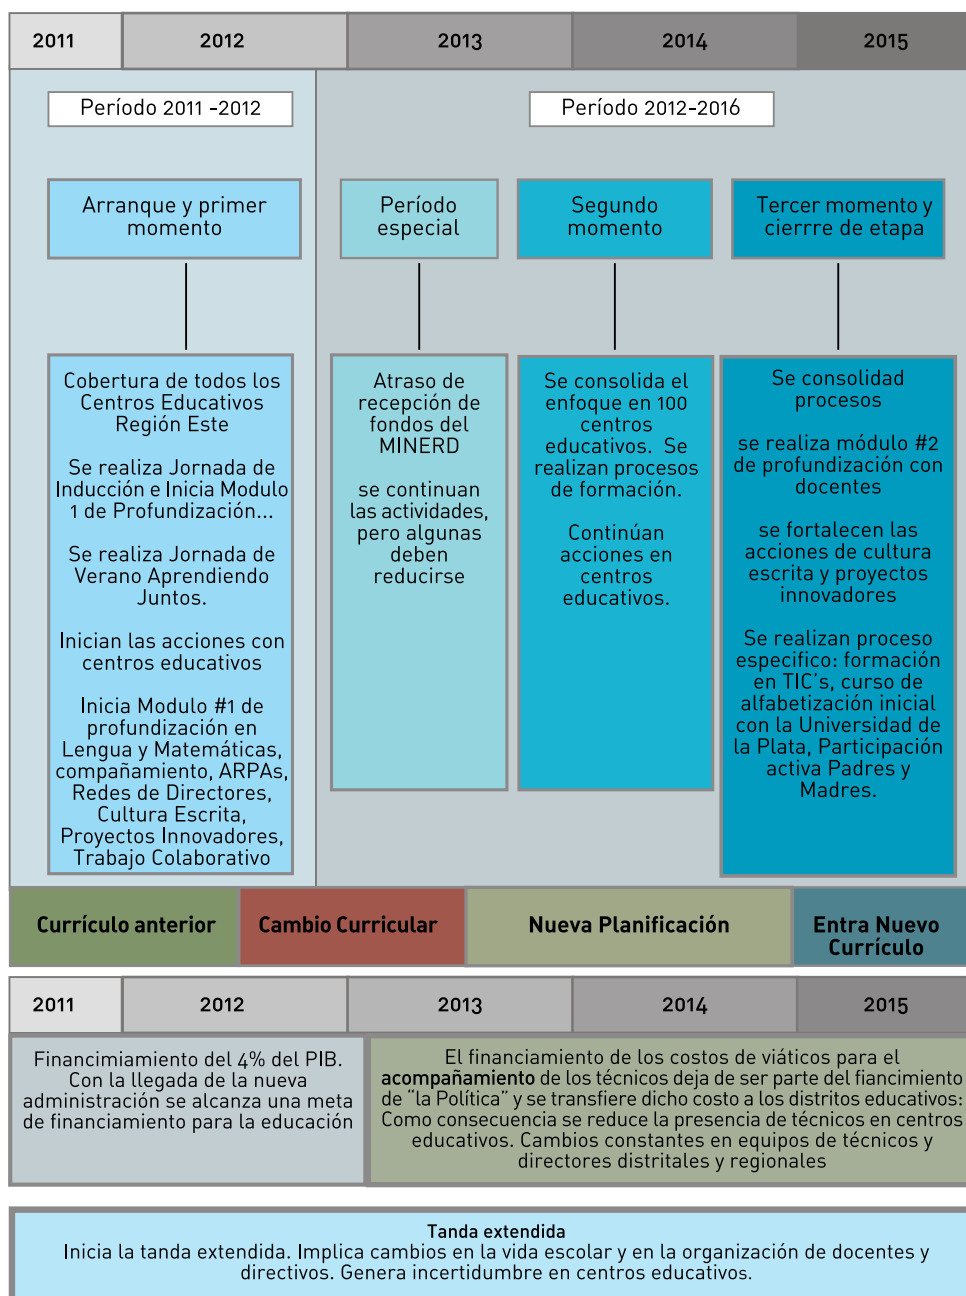 2011 2012 2013 2014 2015
Período 2011 -2012
Período 2012-2016
Arranque y primer
momento
Período
especial
Segundo
momento
Tercer momento y
cierrre de etapa
Cobertura de todos los
Centros Educativos
Región Este
Se realiza Jornada de
Inducción e Inicia Modulo
1 de Profundización...
Se realiza Jornada de
Verano Aprendiendo
Juntos.
Inician las acciones con
centros educativos
Inicia Modulo #1 de
profundización en
Lengua y Matemáticas,
compañamiento, ARPAs,
Redes de Directores,
Cultura Escrita,
Proyectos Innovadores,
Trabajo Colaborativo
Atraso de
recepción de
fondos del
MINERD
se continuan
las actividades,
pero algunas
deben
reducirse
Se consolida el
enfoque en 100
centros
educativos. Se
realizan procesos
de formación.
Continúan
acciones en
centros
educativos.
Se consolidad
procesos
se realiza módulo #2
de profundización con
docentes
se fortalecen las
acciones de cultura
escrita y proyectos
innovadores
Se realizan proceso
especifico: formación
en TIC's, curso de
alfabetización inicial
con la Universidad de
la Plata, Participación
activa Padres y
Madres.
Currículo anterior
Cambio Curricular
Nueva Planificación
Entra Nuevo
Currículo
2011 2012 2013 2014 2015
Financimiamiento del 4% del PIB.
Con la llegada de la nueva
administración se alcanza una meta
de financiamiento para la educación
El financiamiento de los costos de viáticos para el
acompañamiento de los técnicos deja de ser parte del fiancimiento
de "la Política" y se transfiere dicho costo a los distritos educativos:
Como consecuencia se reduce la presencia de técnicos en centros
educativos. Cambios constantes en equipos de técnicos y
directores distritales y regionales
Tanda extendida
Inicia la tanda extendida. Implica cambios en la vida escolar y en la organización de docentes y
directivos. Genera incertidumbre en centros educativos.